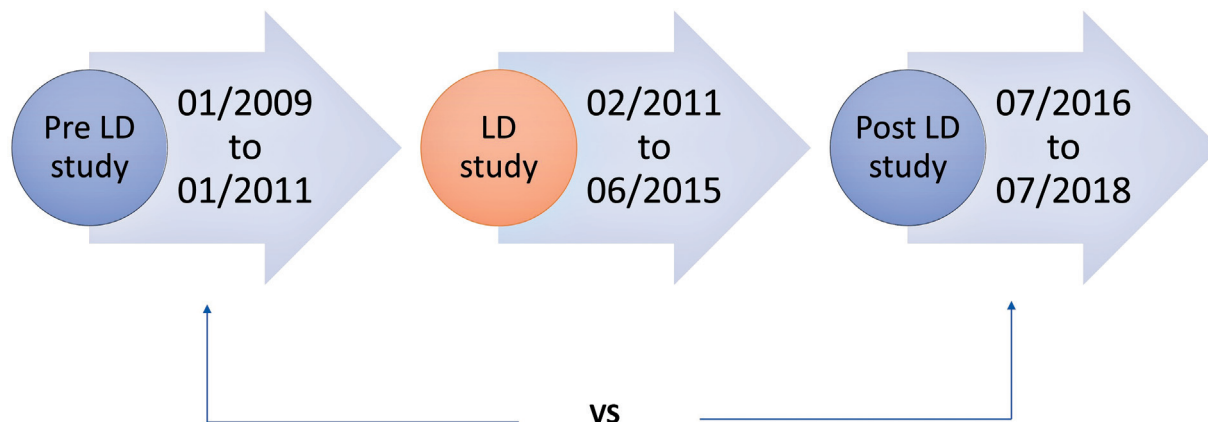 Pre LD
study
01/2009
to
01/2011
LD
study
02/2011
to
06/2015
Post LD
study
07/2016
to
07/2018
vs